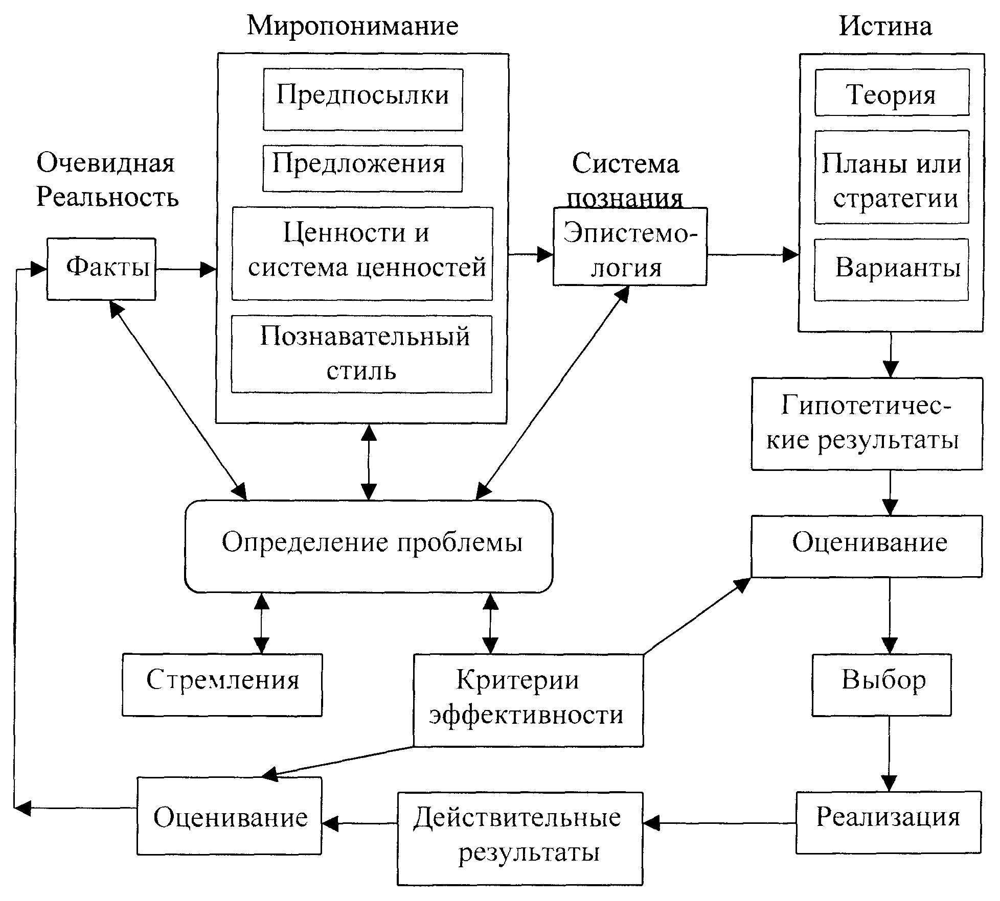 Миропонимание
Истина
Предпосылки
Теория
Очевидная
Реальность
Предложения
Система
познания
Планы или
стратегии
Факты
Ценности и
система ценностей
Эпистемо-
логия
Варианты
Познавательный
стиль
Гипотетичес-
кие результаты
Определение проблемы
Оценивание
Стремления
Критерии
эффективности
Выбор
Оценивание
Действительные
результаты
Реализация